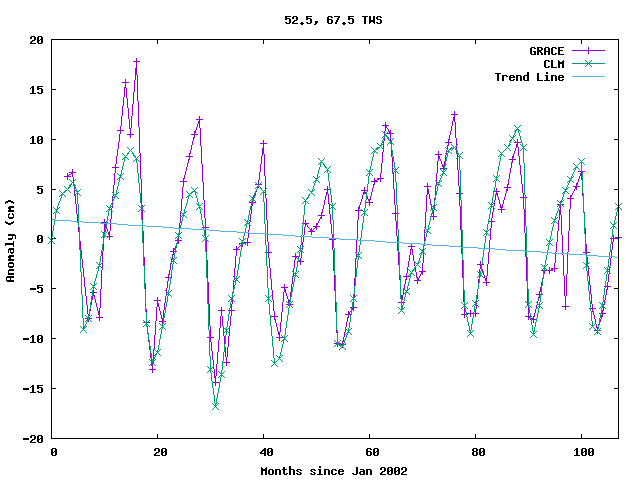 52.5, 67.5 TWS
GRACE
CLM
Trend Line
20
15
10
5
0
-5
-10
-15
-20
Anomaly (cm)
0 20 40 60 80 100
Months since Jan 2002